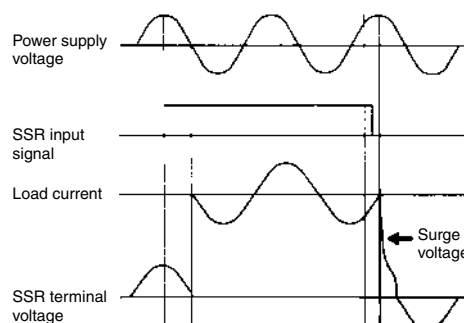 Power supply
voltage
SSR input
signal
Load current
Surge
voltage
SSR terminal
voltage